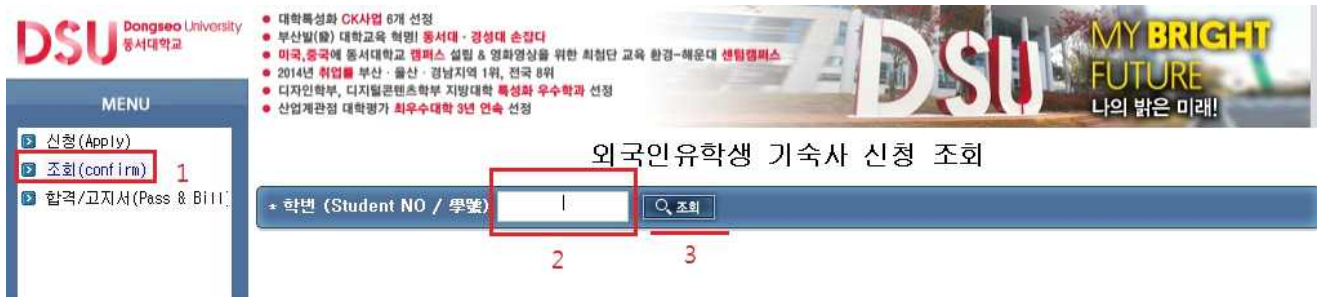 DSU Dongseo University
동서대학교
● 대학특성화 CK사업 6개 선정
● 부산발(發) 대학교육 혁명! 동서대 · 경성대 손잡다
● 미국,중국에 동서대학교 캠퍼스 설립 & 영화영상을 위한 최첨단 교육 환경-해운대 센텀캠퍼스
● 2014년 취업률 부산 · 울산 · 경남지역 1위, 전국 8위
● 디자인학부, 디지털콘텐츠학부 지방대학 특성화 우수학과 선정
● 산업계관점 대학평가 최우수대학 3년 연속 선정
DSU
MY BRIGHT
FUTURE
나의 밝은 미래!
MENU
신청(Apply)
조회(confirm) 1
합격/고지서(Pass & Bill)
외국인유학생 기숙사 신청 조회
* 학번 (Student NO / 學號) 조회
2 3